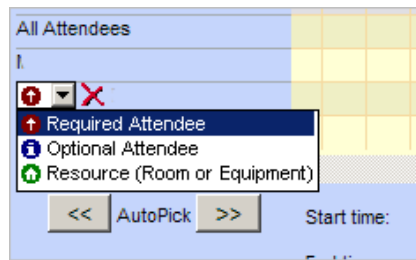 All Attendees
Required Attendee
Optional Attendee
Resource (Room or Equipment)
<< AutoPick >> Start time: